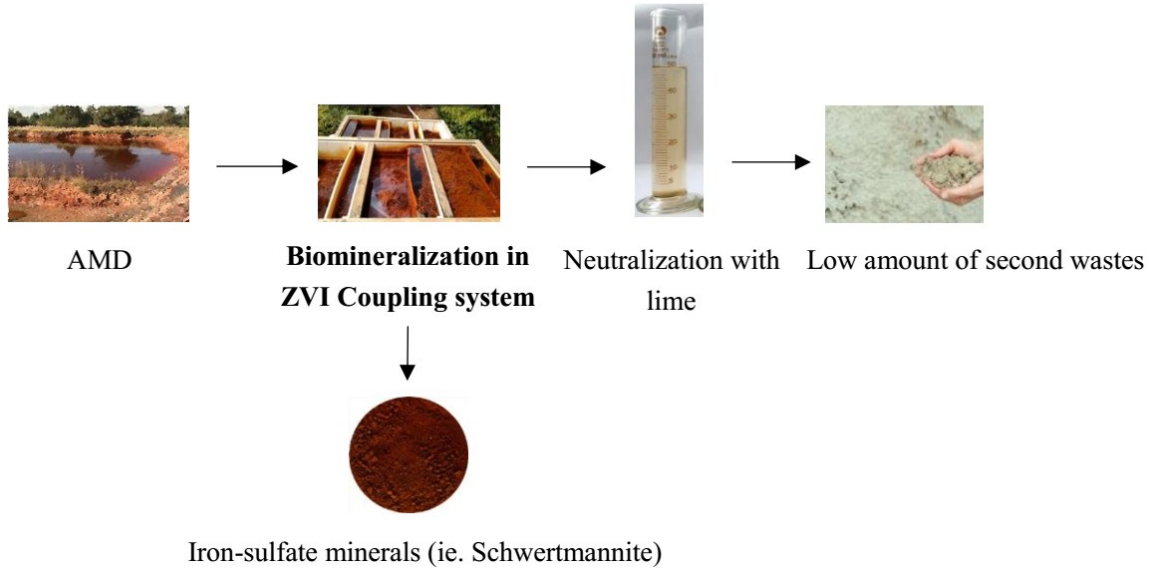 AMD
Biomineralization in
ZVI Coupling system
Neutralization with
lime
Low amount of second wastes
Iron-sulfate minerals (ie. Schwertmannite)